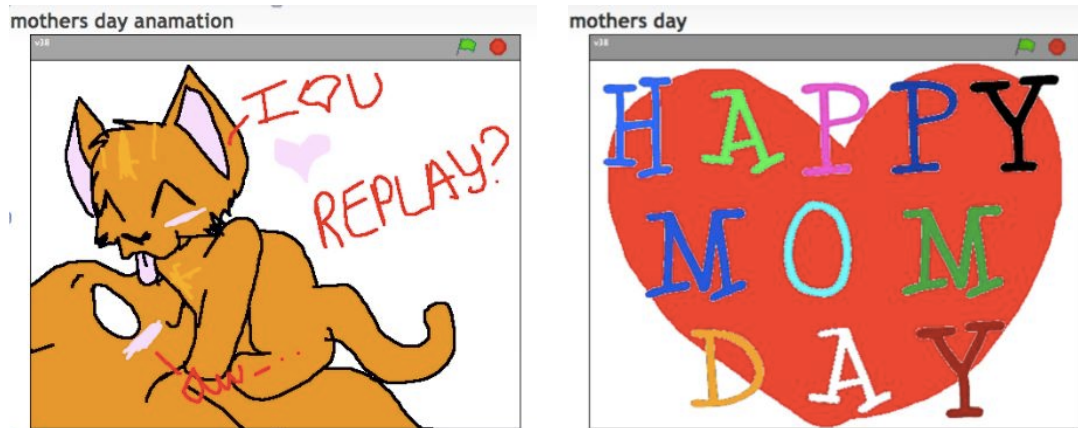 mothers day anamation
v38
I♡U
REPLAY?
aw...
mothers day
v38
HAPPY
MOM
DAY